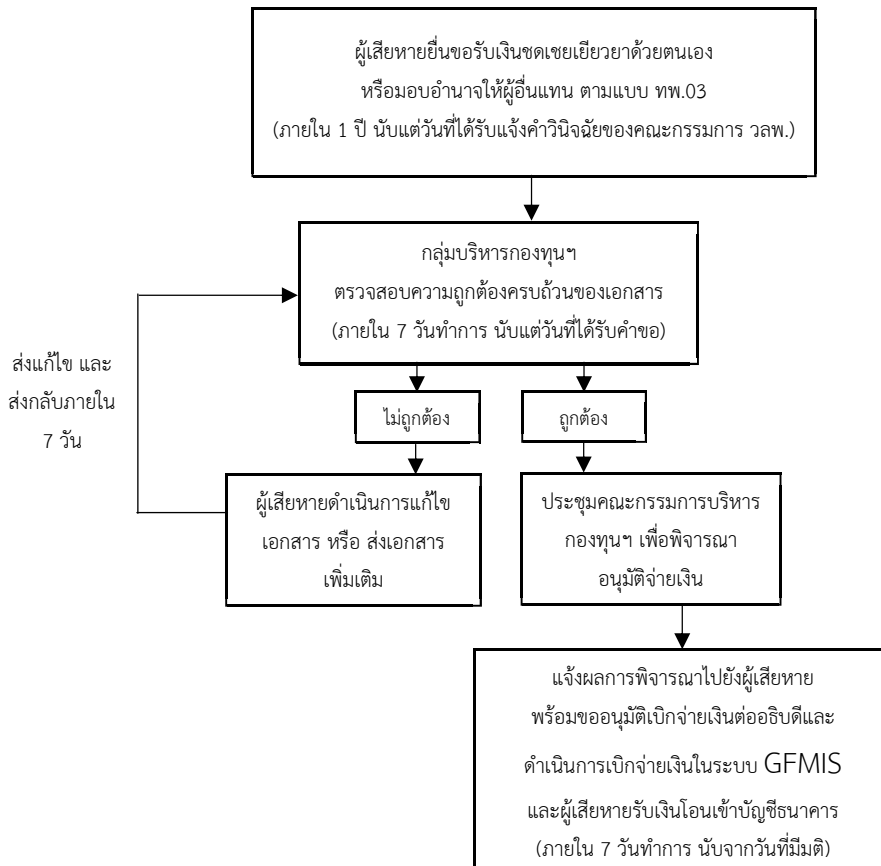 ผู้เสียหายยื่นขอรับเงินชดเชยเยียวยาด้วยตนเอง
หรือมอบอำนาจให้ผู้อื่นแทน ตามแบบ ทพ.03
(ภายใน 1 ปี นับแต่วันที่ได้รับแจ้งคำวินิจฉัยของคณะกรรมการ วลพ.)
กลุ่มบริหารกองทุนฯ
ตรวจสอบความถูกต้องครบถ้วนของเอกสาร
(ภายใน 7 วันทำการ นับแต่วันที่ได้รับคำขอ)
ส่งแก้ไข และ
ส่งกลับภายใน
7 วัน
ไม่ถูกต้อง
ถูกต้อง
ผู้เสียหายดำเนินการแก้ไข
เอกสาร หรือ ส่งเอกสาร
เพิ่มเติม
ประชุมคณะกรรมการบริหาร
กองทุนฯ เพื่อพิจารณา
อนุมัติจ่ายเงิน
แจ้งผลการพิจารณาไปยังผู้เสียหาย
พร้อมขออนุมัติเบิกจ่ายเงินต่ออธิบดีและ
ดำเนินการเบิกจ่ายเงินในระบบ GFMIS
และผู้เสียหายรับเงินโอนเข้าบัญชีธนาคาร
(ภายใน 7 วันทำการ นับจากวันที่มีมติ)